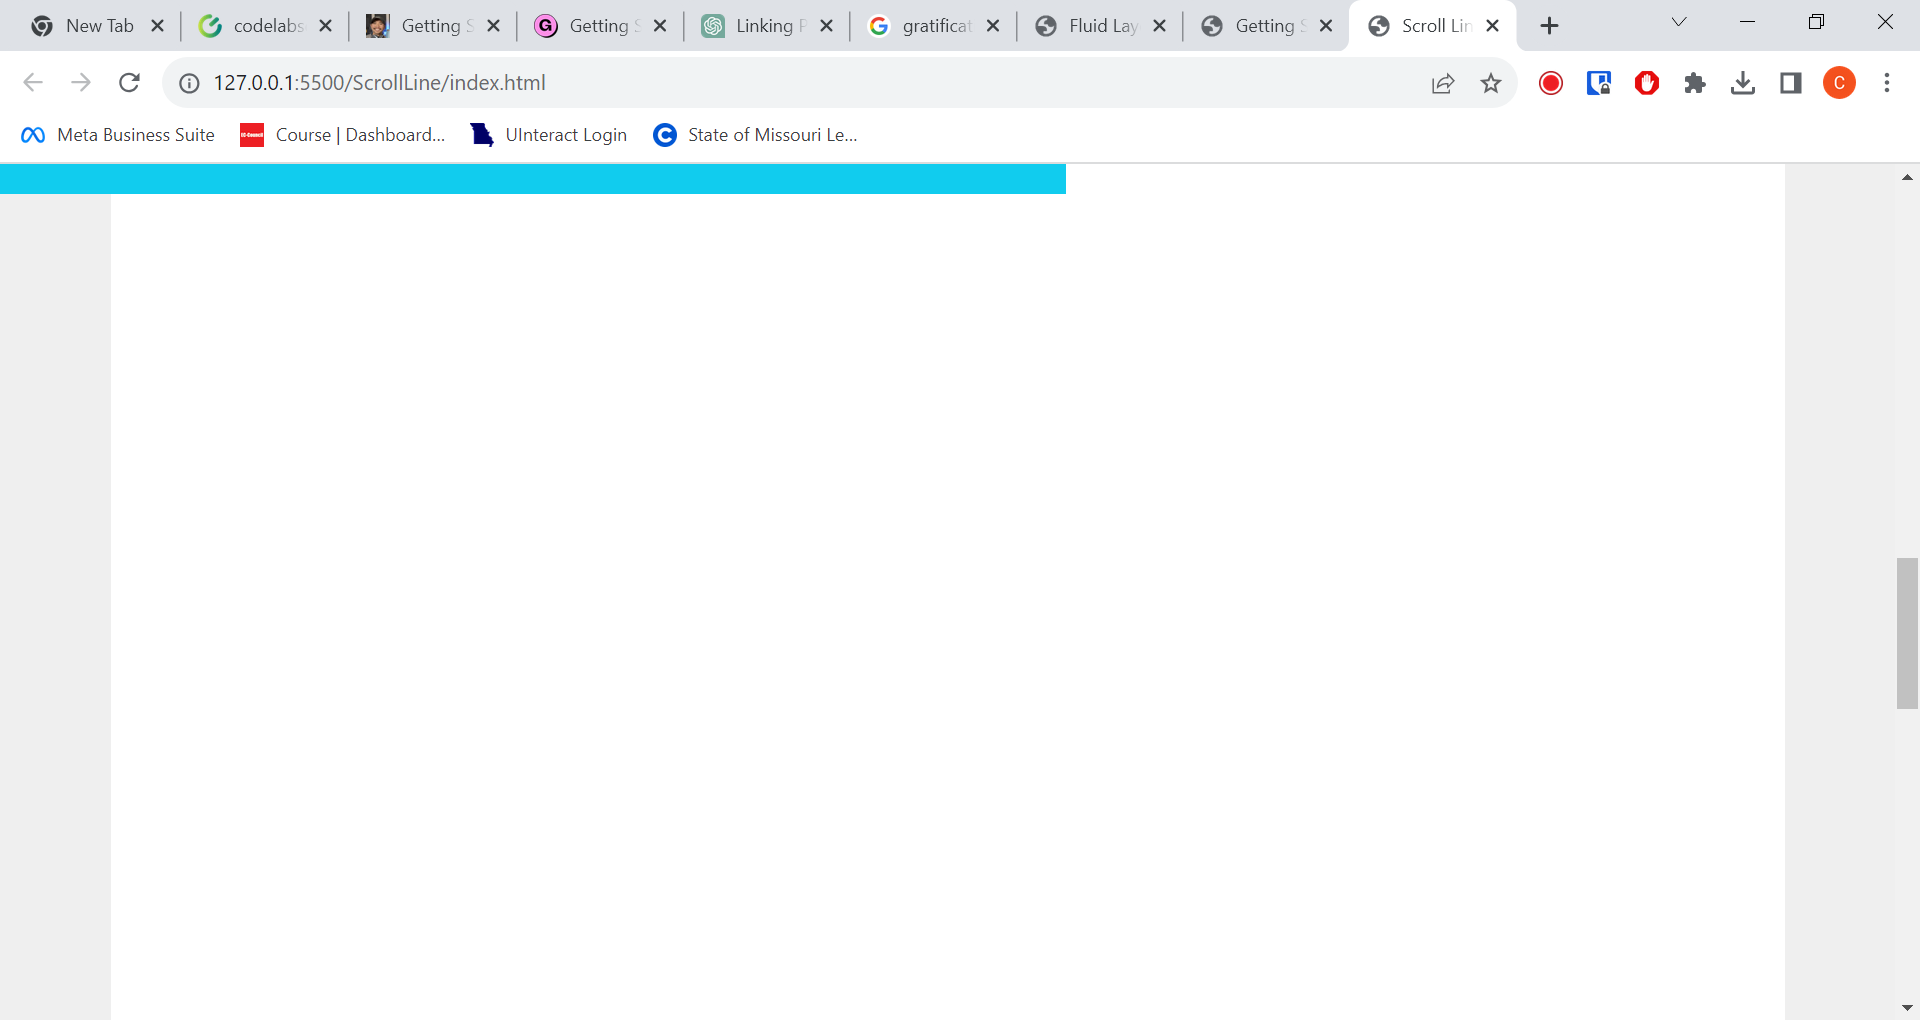 New Tab codelabs Getting S Getting S Linking P gratificat Fluid Lay Getting S Scroll Lin
127.0.0.1:5500/ScrollLine/index.html C
Meta Business Suite Course | Dashboard... UInteract Login State of Missouri Le...